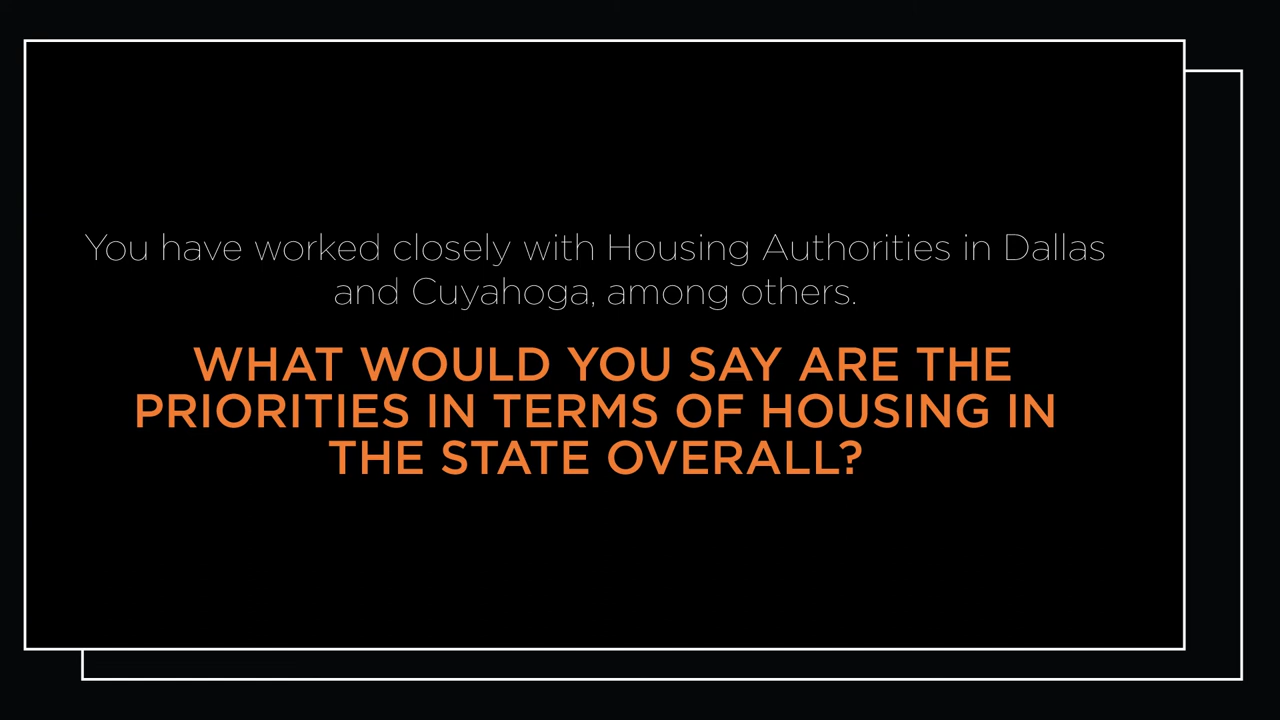 You have worked closely with Housing Authorities in Dallas
and Cuyahoga, among others.
WHAT WOULD YOU SAY ARE THE
PRIORITIES IN TERMS OF HOUSING IN
THE STATE OVERALL?